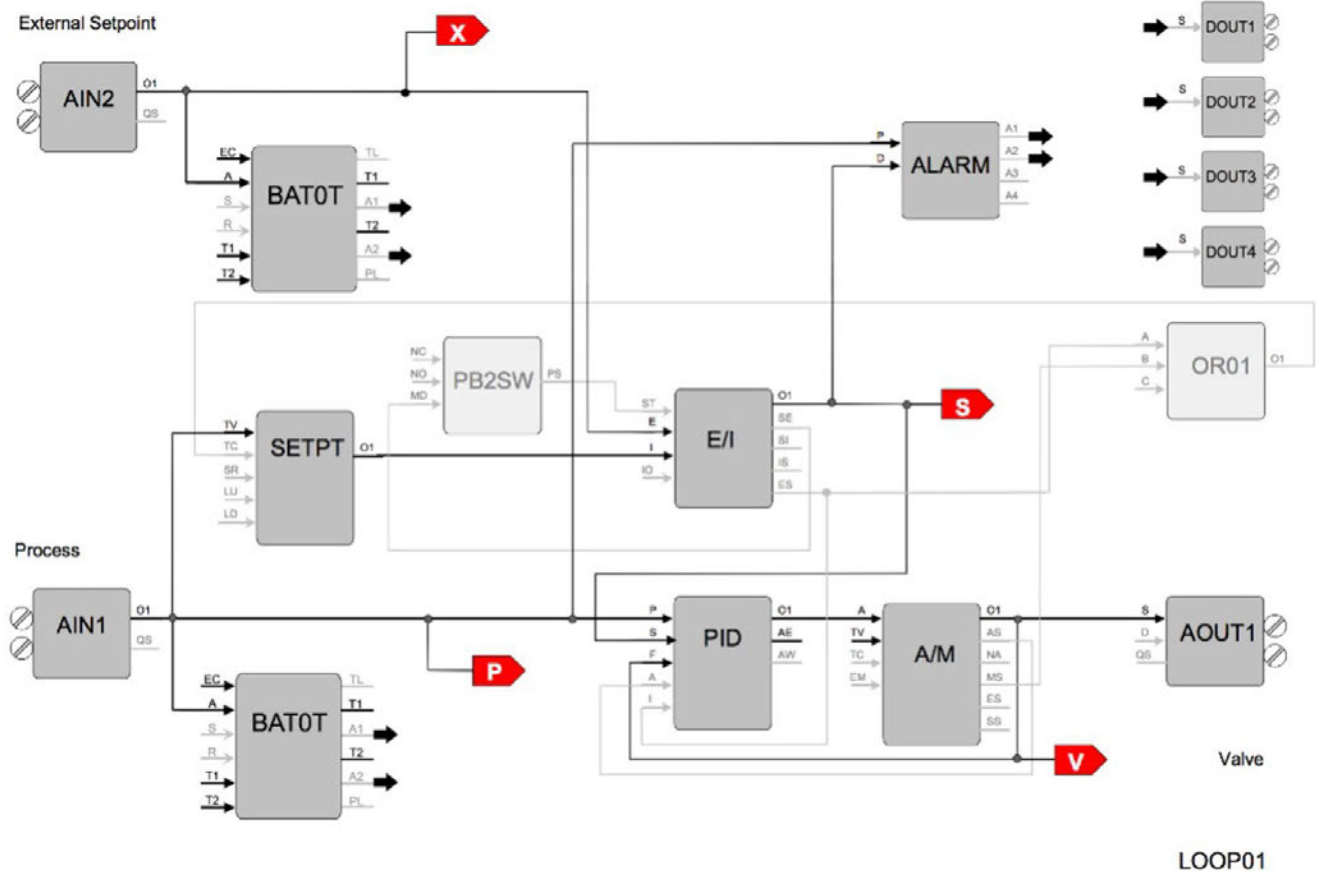 External Setpoint
X
S DOUT1
AIN2
O1
QS
S DOUT2
EC TL
A BAT0T T1
S A1
R T2
T1 A2
T2 PL
P ALARM A1
D A2
A3
A4
S DOUT3
S DOUT4
NC PB2SW PS
NO
MD
A OR01 O1
B
C
TV SETPT O1
TC
SR
LU
LD
ST E/I O1
E SE
I SI
IO IS
ES
S
Process
AIN1 O1
QS
P
EC TL
A BAT0T T1
S A1
R T2
T1 A2
T2 PL
P PID O1
S AE
F AW
A
I
A A/M O1
TV AS
TC NA
EM MS
ES
SS
S AOUT1
D
QS
V
Valve
LOOP01